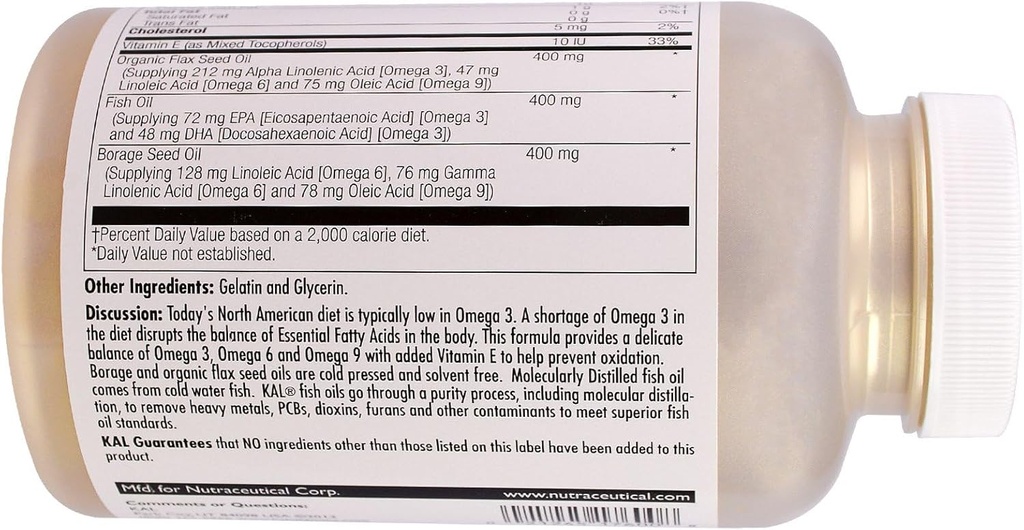 Total Fat
Saturated Fat 0 g 0%†
Trans Fat 0 g
Cholesterol 5 mg 2%
Vitamin E (as Mixed Tocopherols) 10 IU 33%
Organic Flax Seed Oil 400 mg *
(Supplying 212 mg Alpha Linolenic Acid [Omega 3], 47 mg
Linoleic Acid [Omega 6] and 75 mg Oleic Acid [Omega 9])
Fish Oil 400 mg *
(Supplying 72 mg EPA [Eicosapentaenoic Acid] [Omega 3]
and 48 mg DHA [Docosahexaenoic Acid] [Omega 3])
Borage Seed Oil 400 mg *
(Supplying 128 mg Linoleic Acid [Omega 6], 76 mg Gamma
Linolenic Acid [Omega 6] and 78 mg Oleic Acid [Omega 9])
†Percent Daily Value based on a 2,000 calorie diet.
*Daily Value not established.
Other Ingredients: Gelatin and Glycerin.
Discussion: Today's North American diet is typically low in Omega 3. A shortage of Omega 3 in
the diet disrupts the balance of Essential Fatty Acids in the body. This formula provides a delicate
balance of Omega 3, Omega 6 and Omega 9 with added Vitamin E to help prevent oxidation.
Borage and organic flax seed oils are cold pressed and solvent free. Molecularly Distilled fish oil
comes from cold water fish. KAL® fish oils go through a purity process, including molecular distilla-
tion, to remove heavy metals, PCBs, dioxins, furans and other contaminants to meet superior fish
oil standards.
KAL Guarantees that NO ingredients other than those listed on this label have been added to this
product.
Mfd. for Nutraceutical Corp. www.nutraceutical.com
Comments or Questions:
KAL